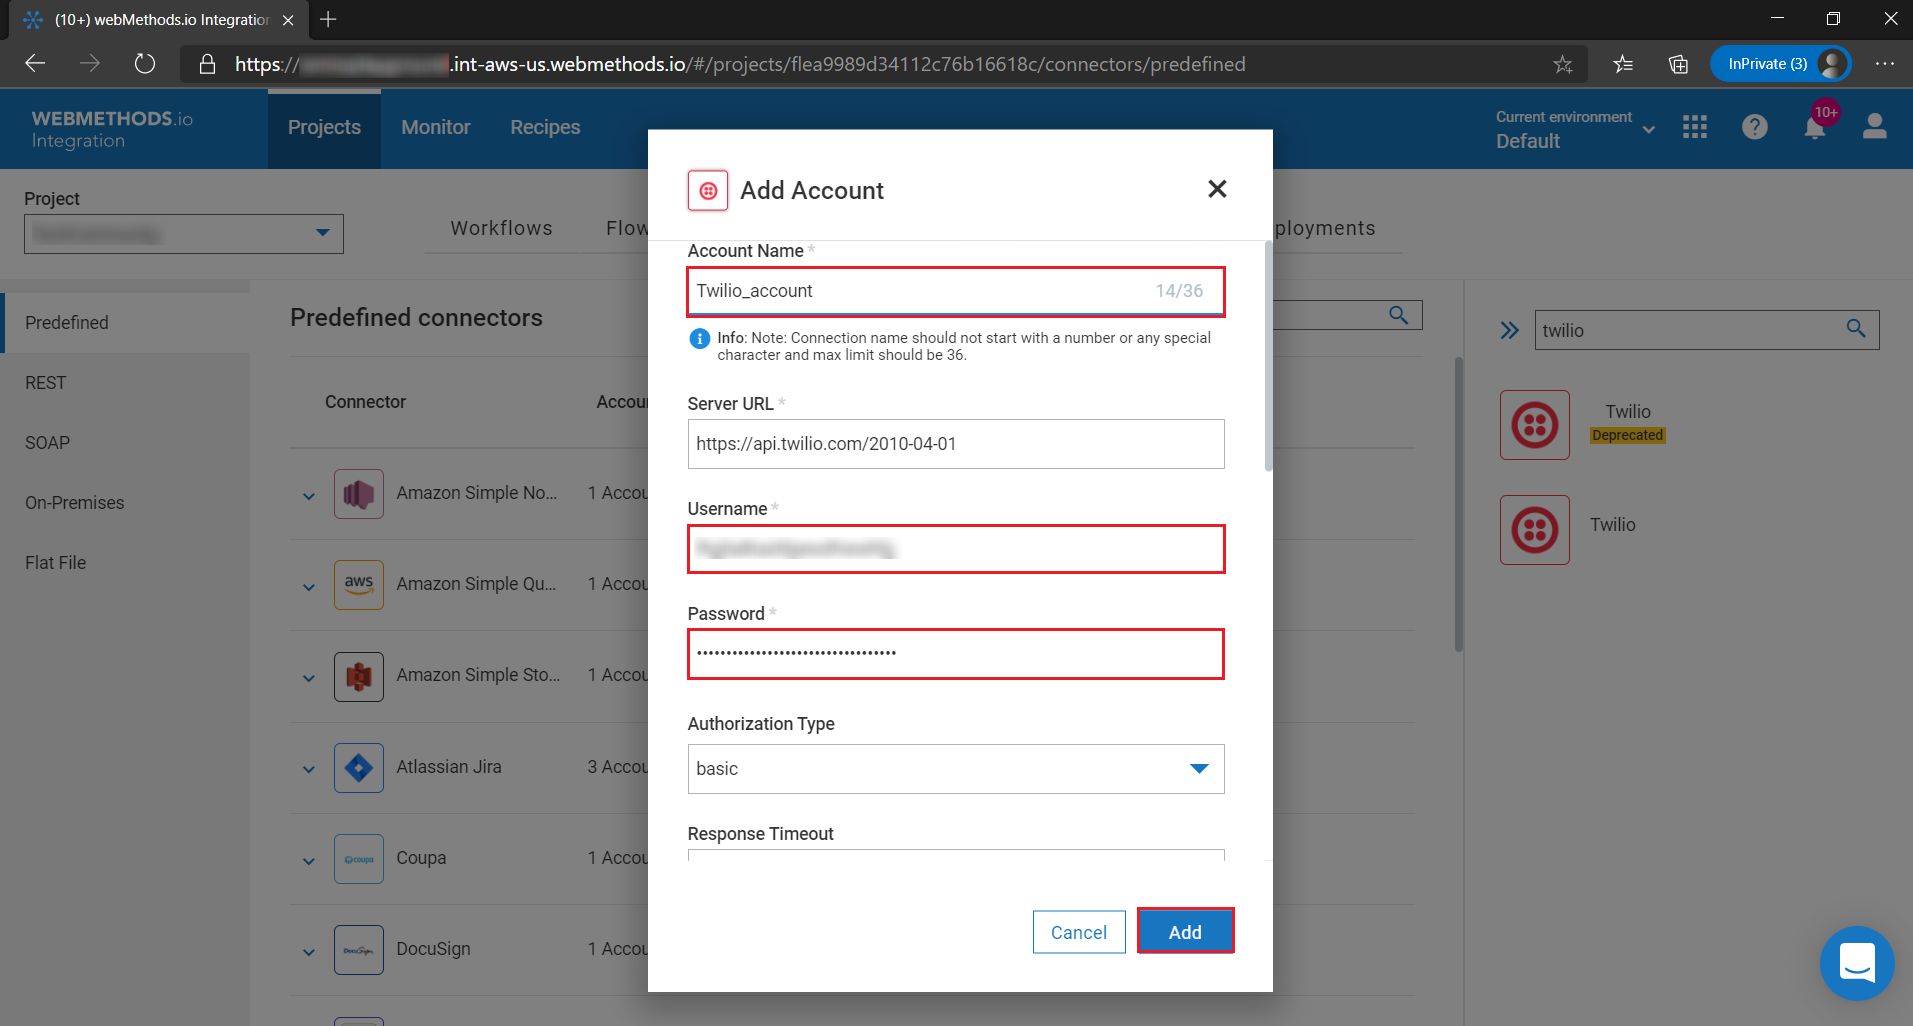 (10+) webMethods.io Integration
https://
.int-aws-us.webmethods.io/#/projects/flea9989d34112c76b16618c/connectors/predefined
InPrivate (3)
WEBMETHODS.io
Integration
Projects
Monitor
Recipes
Current environment
Default
10+
Project
Workflows
Flow
ployments
Predefined
REST
SOAP
On-Premises
Flat File
Predefined connectors
Connector
Accou
Amazon Simple No...
1 Accou
aws
Amazon Simple Qu...
1 Accou
Amazon Simple Sto...
1 Accou
Atlassian Jira
3 Accou
coupa
Coupa
1 Accou
DocuSign
DocuSign
1 Accou
Add Account
Account Name *
Twilio_account
14/36
Info: Note: Connection name should not start with a number or any special
character and max limit should be 36.
Server URL *
https://api.twilio.com/2010-04-01
Username *
Password *
Authorization Type
basic
Response Timeout
Cancel
Add
twilio
Twilio
Deprecated
Twilio